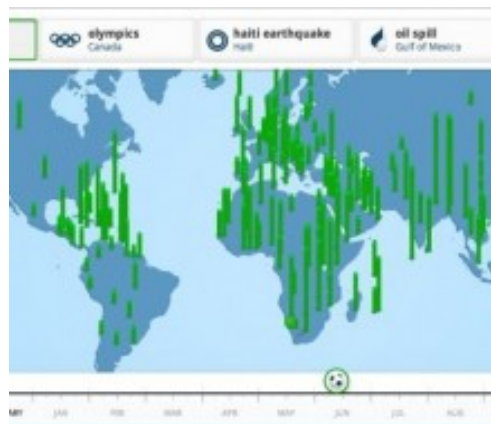 olympics
Canada
haiti earthquake
Haiti
oil spill
Gulf of Mexico
JAN
FEB
MAR
APR
MAY
JUN
JUL
AUG